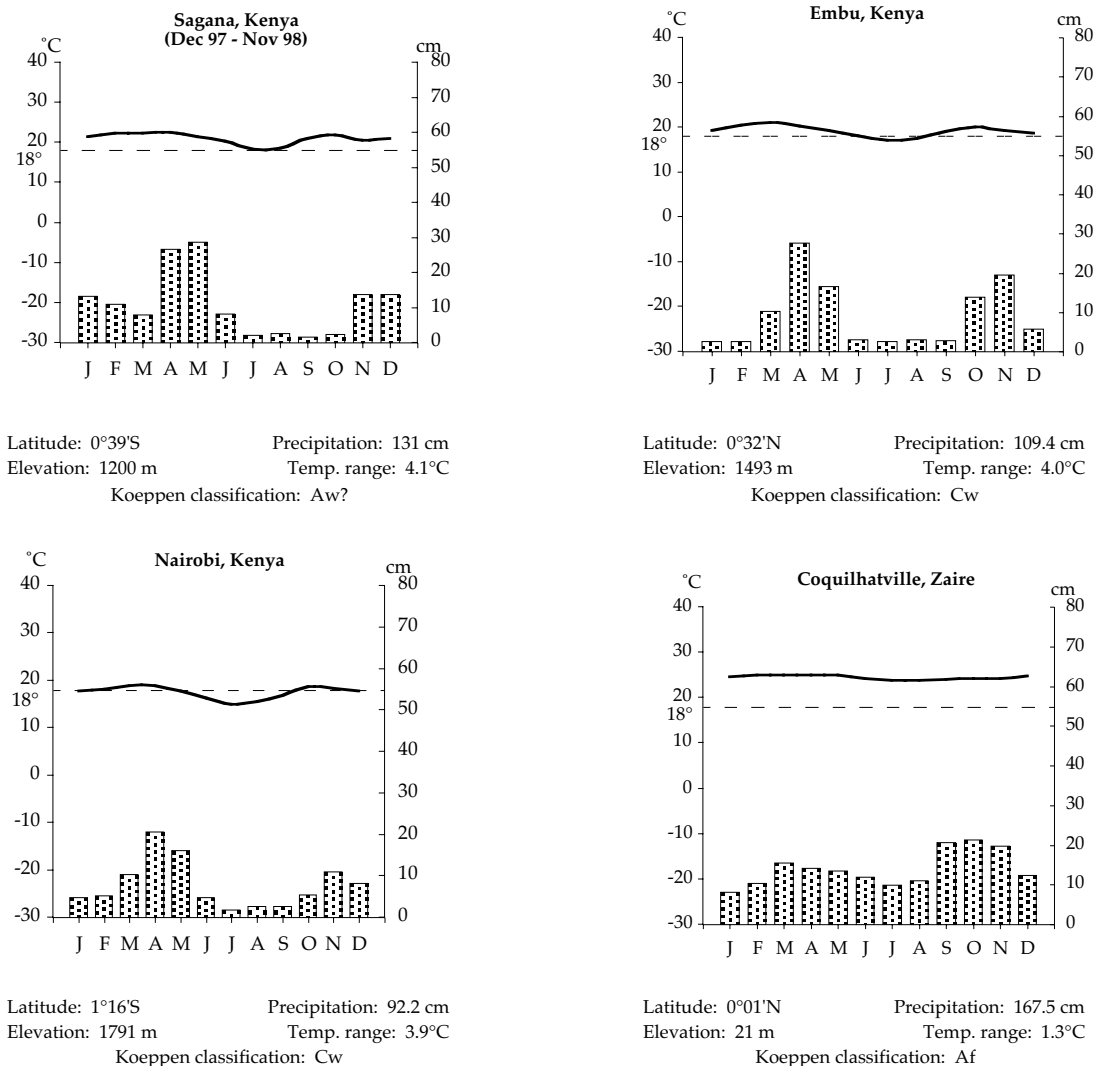 Sagana, Kenya
(Dec 97 - Nov 98)
°C
cm
40
30
20
18°
10
0
-10
-20
-30
80
70
60
50
40
30
20
10
0
J F M A M J J A S O N D
Latitude: 0°39'S Precipitation: 131 cm
Elevation: 1200 m Temp. range: 4.1°C
Koeppen classification: Aw?
Embu, Kenya
°C
cm
40
30
20
18°
10
0
-10
-20
-30
80
70
60
50
40
30
20
10
0
J F M A M J J A S O N D
Latitude: 0°32'N Precipitation: 109.4 cm
Elevation: 1493 m Temp. range: 4.0°C
Koeppen classification: Cw
Nairobi, Kenya
°C
cm
40
30
20
18°
10
0
-10
-20
-30
80
70
60
50
40
30
20
10
0
J F M A M J J A S O N D
Latitude: 1°16'S Precipitation: 92.2 cm
Elevation: 1791 m Temp. range: 3.9°C
Koeppen classification: Cw
Coquilhatville, Zaire
°C
cm
40
30
20
18°
10
0
-10
-20
-30
80
70
60
50
40
30
20
10
0
J F M A M J J A S O N D
Latitude: 0°01'N Precipitation: 167.5 cm
Elevation: 21 m Temp. range: 1.3°C
Koeppen classification: Af